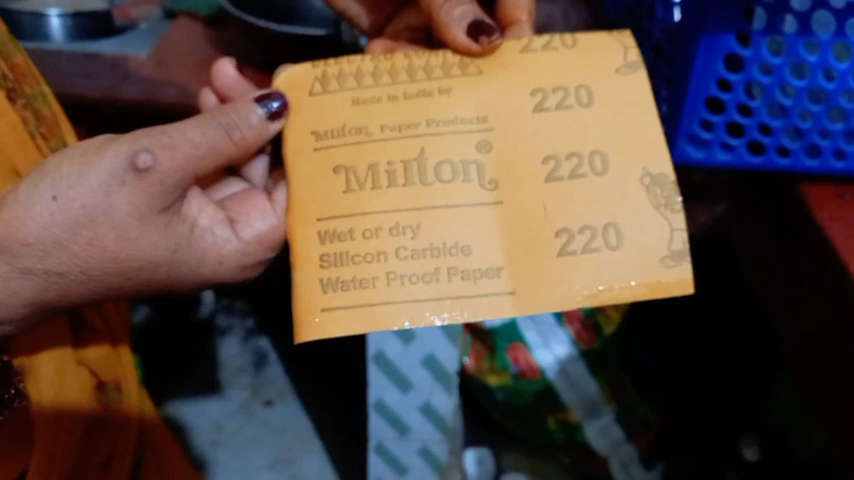 220
Made in India by
220
Milton Paper Products
Milton®
220
Wet or dry
Silicon Carbide
220
Water Proof Paper